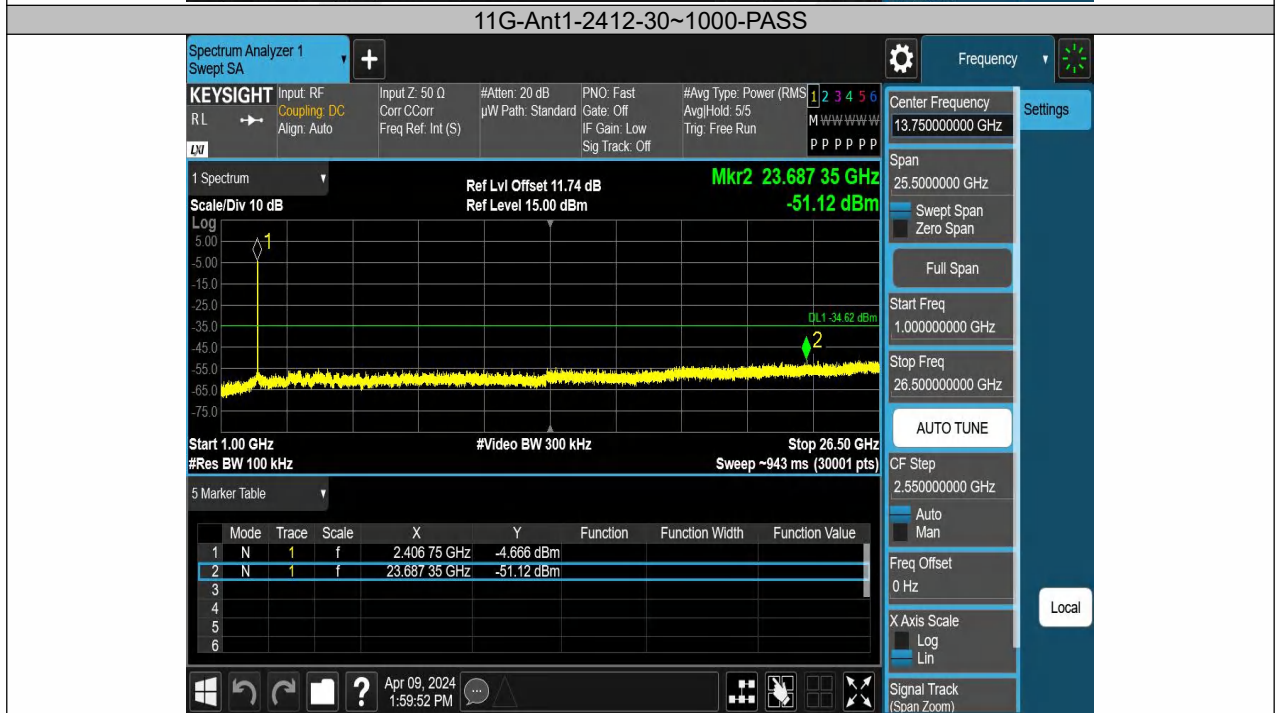 11G-Ant1-2412-30~1000-PASS
Spectrum Analyzer 1
Swept SA
+
Frequency
KEYSIGHT
RL
LXI
Input: RF
Coupling: DC
Align: Auto
Input Z: 50 Ω
Corr CCorr
Freq Ref: Int (S)
#Atten: 20 dB
µW Path: Standard
PNO: Fast
Gate: Off
IF Gain: Low
Sig Track: Off
#Avg Type: Power (RMS
Avg|Hold: 5/5
Trig: Free Run
1 2 3 4 5 6
M W W W W W
P P P P P P
1 Spectrum
Scale/Div 10 dB
Ref Lvl Offset 11.74 dB
Ref Level 15.00 dBm
Mkr2 23.687 35 GHz
-51.12 dBm
Log
5.00
-5.00
-15.0
-25.0
-35.0
-45.0
-55.0
-65.0
-75.0
1
DL1 -34.62 dBm
2
Start 1.00 GHz
#Video BW 300 kHz
Stop 26.50 GHz
#Res BW 100 kHz
Sweep ~943 ms (30001 pts)
5 Marker Table
Mode Trace Scale X Y Function Function Width Function Value
1 N 1 f 2.406 75 GHz -4.666 dBm
2 N 1 f 23.687 35 GHz -51.12 dBm
3
4
5
6
Apr 09, 2024
1:59:52 PM
?
Center Frequency
13.750000000 GHz
Settings
Span
25.5000000 GHz
Swept Span
Zero Span
Full Span
Start Freq
1.000000000 GHz
Stop Freq
26.500000000 GHz
AUTO TUNE
CF Step
2.550000000 GHz
Auto
Man
Freq Offset
0 Hz
X Axis Scale
Log
Lin
Local
Signal Track
(Span Zoom)